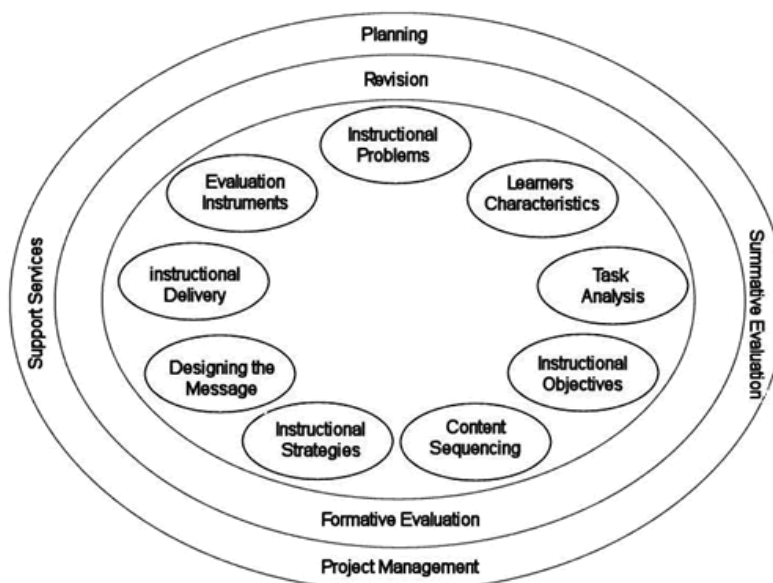 Planning
Revision
Instructional
Problems
Evaluation
Instruments
Learners
Characteristics
instructional
Delivery
Task
Analysis
Support Services
Summative Evaluation
Designing the
Message
Instructional
Objectives
Instructional
Strategies
Content
Sequencing
Formative Evaluation
Project Management